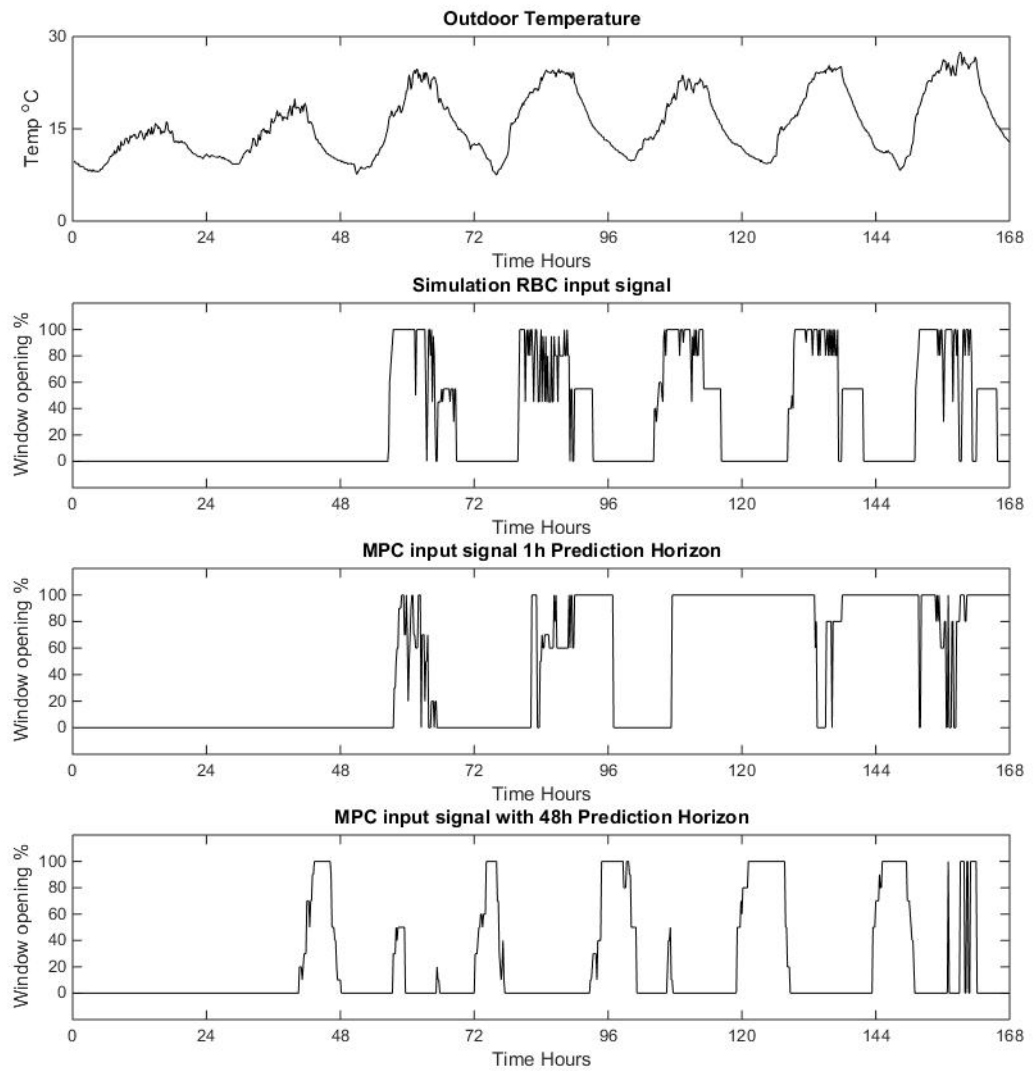 Outdoor Temperature
30
15
0
Temp °C
0 24 48 72 96 120 144 168
Time Hours
Simulation RBC input signal
100
80
60
40
20
0
Window opening %
0 24 48 72 96 120 144 168
Time Hours
MPC input signal 1h Prediction Horizon
100
80
60
40
20
0
Window opening %
0 24 48 72 96 120 144 168
Time Hours
MPC input signal with 48h Prediction Horizon
100
80
60
40
20
0
Window opening %
0 24 48 72 96 120 144 168
Time Hours